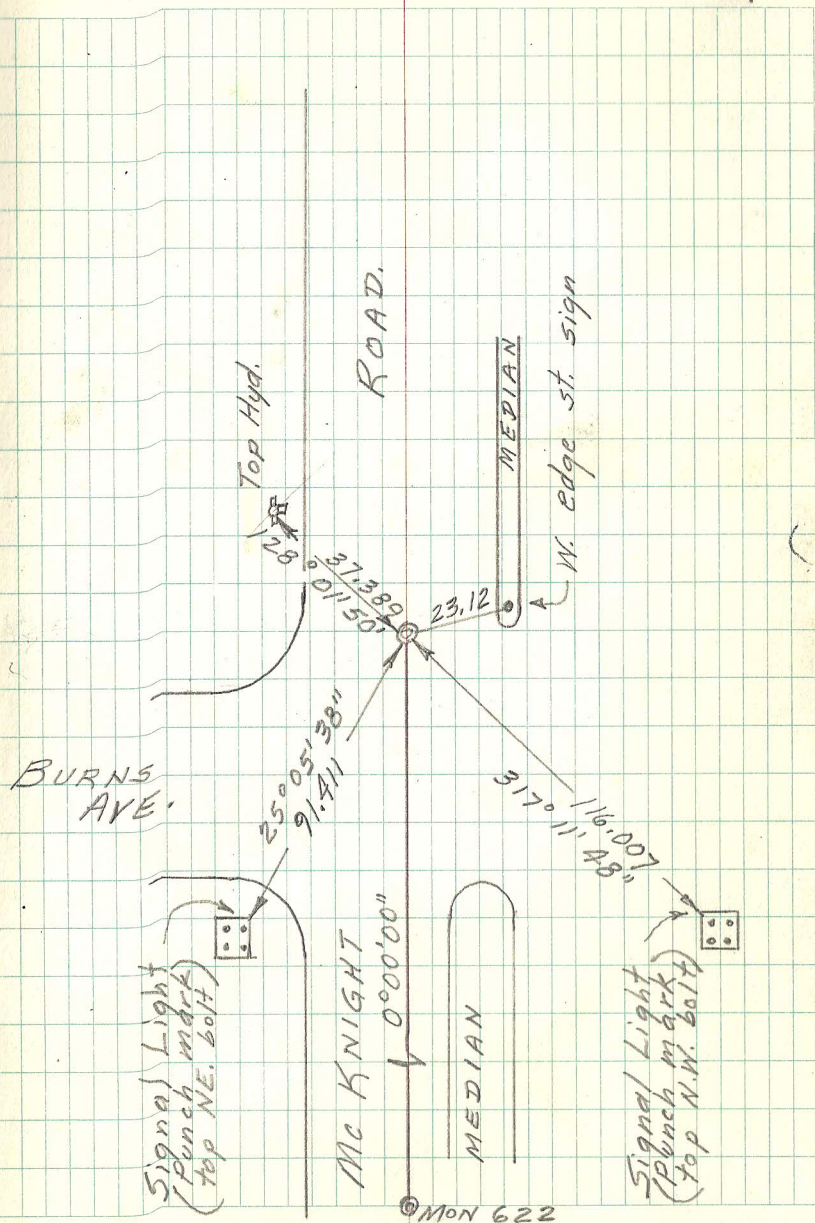 Top Hyd.
ROAD.
128° 01' 50"
37.389
MEDIAN
W. edge st. sign
23.12
BURNS
AVE.
25° 05' 38"
91.411
116.007
317° 11' 48"
Signal Light
(Punch mark
top NE. bolt)
Mc KNIGHT
0°00'00"
MEDIAN
Signal Light
(Punch mark
top N.W. bolt)
MON 622